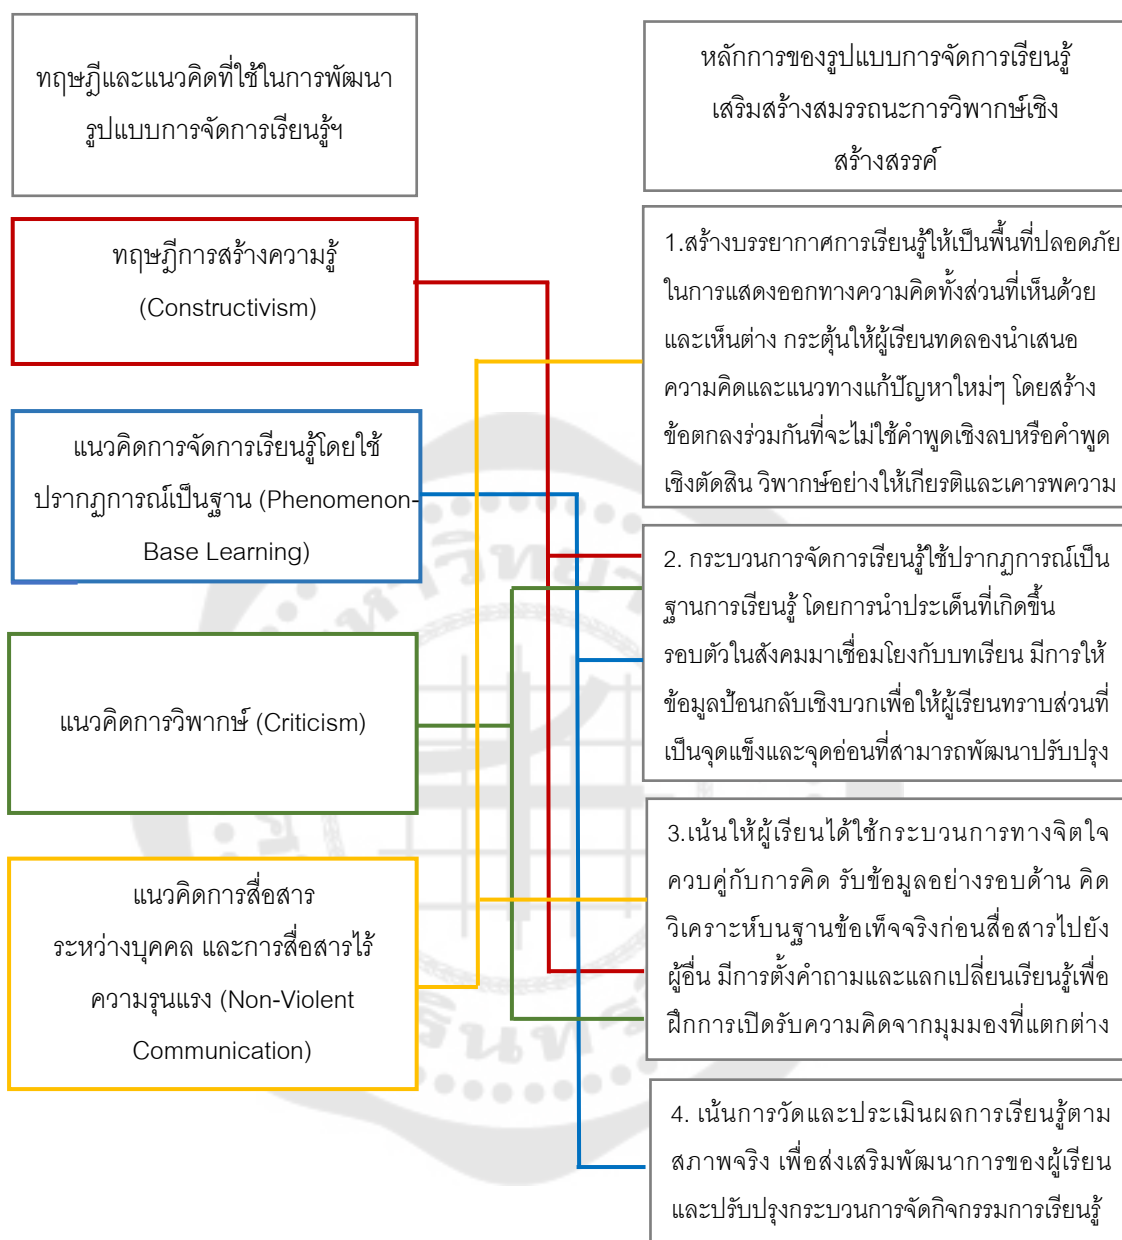 ทฤษฎีและแนวคิดที่ใช้ในการพัฒนา
รูปแบบการจัดการเรียนรู้ฯ
หลักการของรูปแบบการจัดการเรียนรู้
เสริมสร้างสมรรถนะการวิพากษ์เชิง
สร้างสรรค์
ทฤษฎีการสร้างความรู้
(Constructivism)
แนวคิดการจัดการเรียนรู้โดยใช้
ปรากฏการณ์เป็นฐาน (Phenomenon-
Base Learning)
แนวคิดการวิพากษ์ (Criticism)
แนวคิดการสื่อสาร
ระหว่างบุคคล และการสื่อสารไร้
ความรุนแรง (Non-Violent
Communication)
1.สร้างบรรยากาศการเรียนรู้ให้เป็นพื้นที่ปลอดภัย
ในการแสดงออกทางความคิดทั้งส่วนที่เห็นด้วย
และเห็นต่าง กระตุ้นให้ผู้เรียนทดลองนำเสนอ
ความคิดและแนวทางแก้ปัญหาใหม่ๆ โดยสร้าง
ข้อตกลงร่วมกันที่จะไม่ใช้คำพูดเชิงลบหรือคำพูด
เชิงตัดสิน วิพากษ์อย่างให้เกียรติและเคารพความ
2. กระบวนการจัดการเรียนรู้ใช้ปรากฏการณ์เป็น
ฐานการเรียนรู้ โดยการนำประเด็นที่เกิดขึ้น
รอบตัวในสังคมมาเชื่อมโยงกับบทเรียน มีการให้
ข้อมูลป้อนกลับเชิงบวกเพื่อให้ผู้เรียนทราบส่วนที่
เป็นจุดแข็งและจุดอ่อนที่สามารถพัฒนาปรับปรุง
3.เน้นให้ผู้เรียนได้ใช้กระบวนการทางจิตใจ
ควบคู่กับการคิด รับข้อมูลอย่างรอบด้าน คิด
วิเคราะห์บนฐานข้อเท็จจริงก่อนสื่อสารไปยัง
ผู้อื่น มีการตั้งคำถามและแลกเปลี่ยนเรียนรู้เพื่อ
ฝึกการเปิดรับความคิดจากมุมมองที่แตกต่าง
4. เน้นการวัดและประเมินผลการเรียนรู้ตาม
สภาพจริง เพื่อส่งเสริมพัฒนาการของผู้เรียน
และปรับปรุงกระบวนการจัดกิจกรรมการเรียนรู้